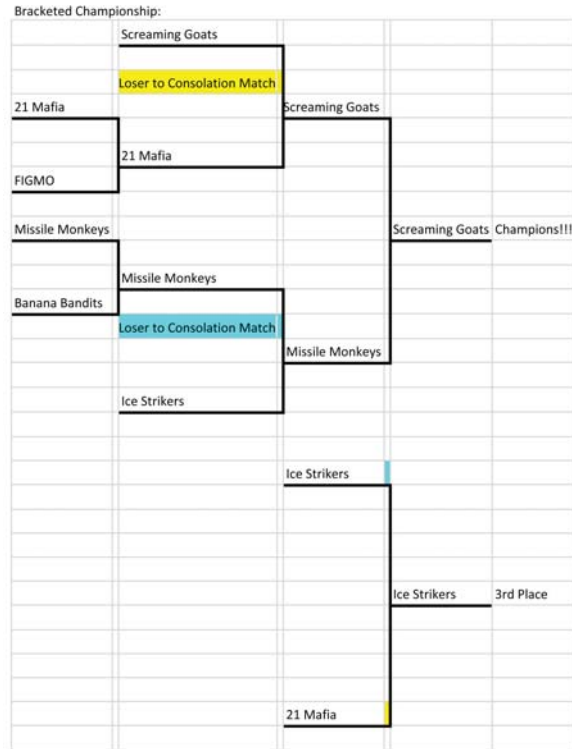 Bracketed Championship:
Screaming Goats
Loser to Consolation Match
21 Mafia
Screaming Goats
21 Mafia
FIGMO
Missile Monkeys
Screaming Goats Champions!!!
Missile Monkeys
Banana Bandits
Loser to Consolation Match
Missile Monkeys
Ice Strikers
Ice Strikers
Ice Strikers 3rd Place
21 Mafia